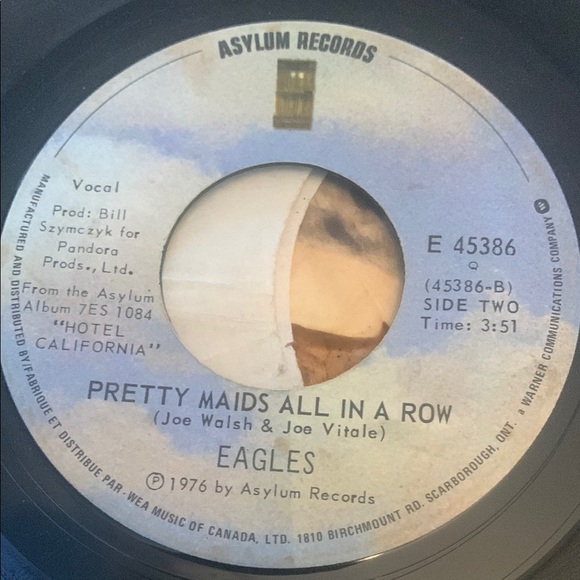 ASYLUM RECORDS
Vocal
Prod: Bill
Szymczyk for
Pandora
Prods., Ltd.
From the Asylum
Album 7ES 1084
"HOTEL
CALIFORNIA"
E 45386
Q
(45386-B)
SIDE TWO
Time: 3:51
PRETTY MAIDS ALL IN A ROW
(Joe Walsh & Joe Vitale)
EAGLES
Ⓟ 1976 by Asylum Records
MANUFACTURED AND DISTRIBUTED BY/FABRIQUE ET DISTRIBUE PAR - WEA MUSIC OF CANADA, LTD. 1810 BIRCHMOUNT RD. SCARBOROUGH, ONT. a WARNER COMMUNICATIONS COMPANY